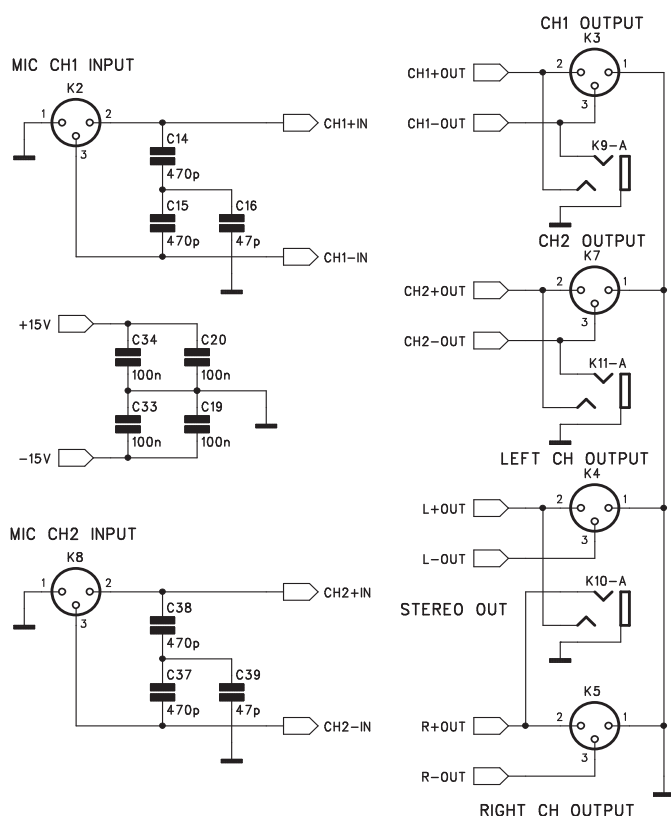 MIC CH1 INPUT
K2
1
2
3
C14
470p
C15
470p
C16
47p
CH1+IN
CH1-IN
+15V
C34
100n
C20
100n
C33
100n
C19
100n
-15V
MIC CH2 INPUT
K8
1
2
3
C38
470p
C37
470p
C39
47p
CH2+IN
CH2-IN
CH1 OUTPUT
K3
CH1+OUT
2
1
3
CH1-OUT
K9-A
CH2 OUTPUT
K7
CH2+OUT
2
1
3
CH2-OUT
K11-A
LEFT CH OUTPUT
K4
L+OUT
2
1
3
L-OUT
K10-A
STEREO OUT
K5
R+OUT
2
1
3
R-OUT
RIGHT CH OUTPUT